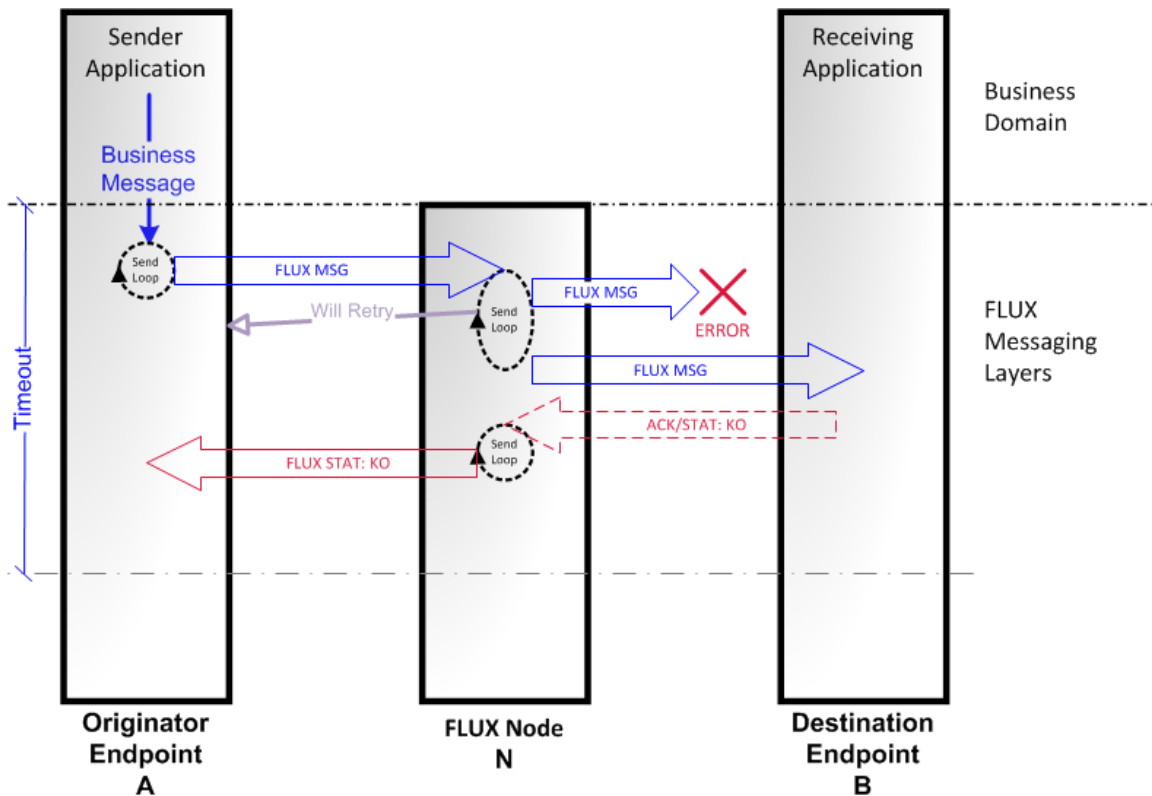 Sender
Application
Receiving
Application
Business
Domain
Business
Message
Send
Loop
FLUX MSG
FLUX MSG
ERROR
Will Retry
Send
Loop
FLUX
Messaging
Layers
Timeout
FLUX MSG
ACK/STAT: KO
Send
Loop
FLUX STAT: KO
Originator
Endpoint
A
FLUX Node
N
Destination
Endpoint
B